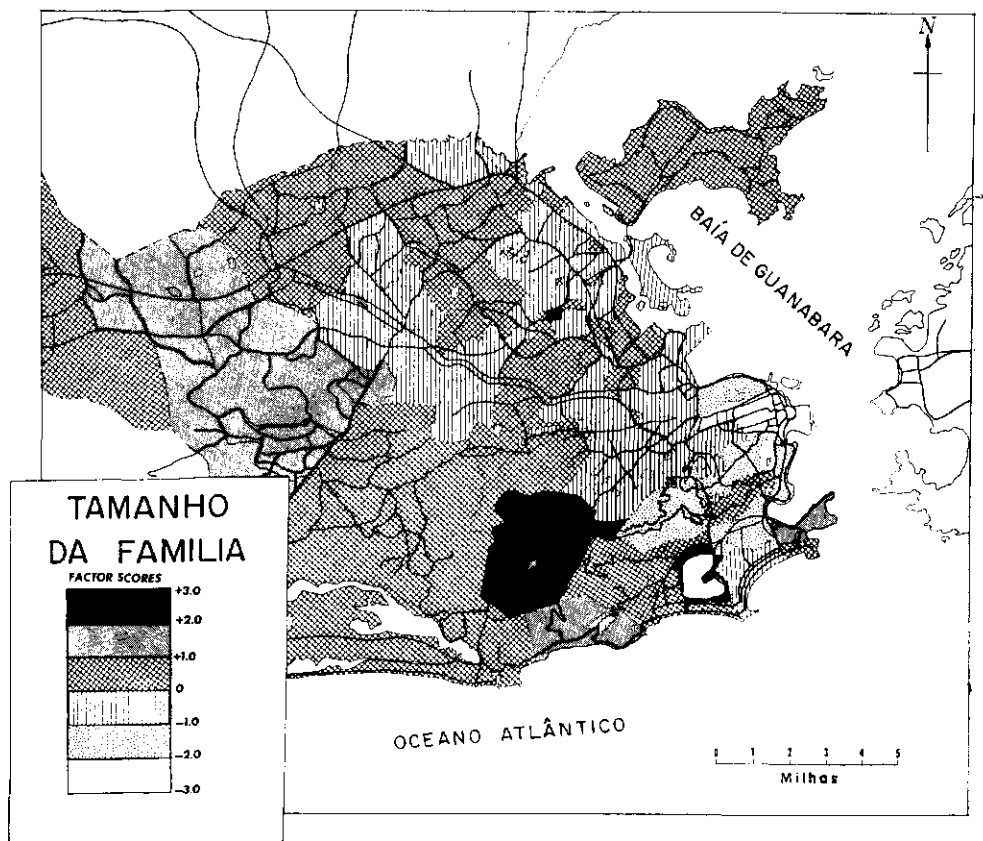 N
BAÍA DE GUANABARA
TAMANHO
DA FAMILIA
FACTOR SCORES
+3.0
+2.0
+1.0
0
-1.0
-2.0
-3.0
OCEANO ATLÂNTICO
0 1 2 3 4 5
Milhas